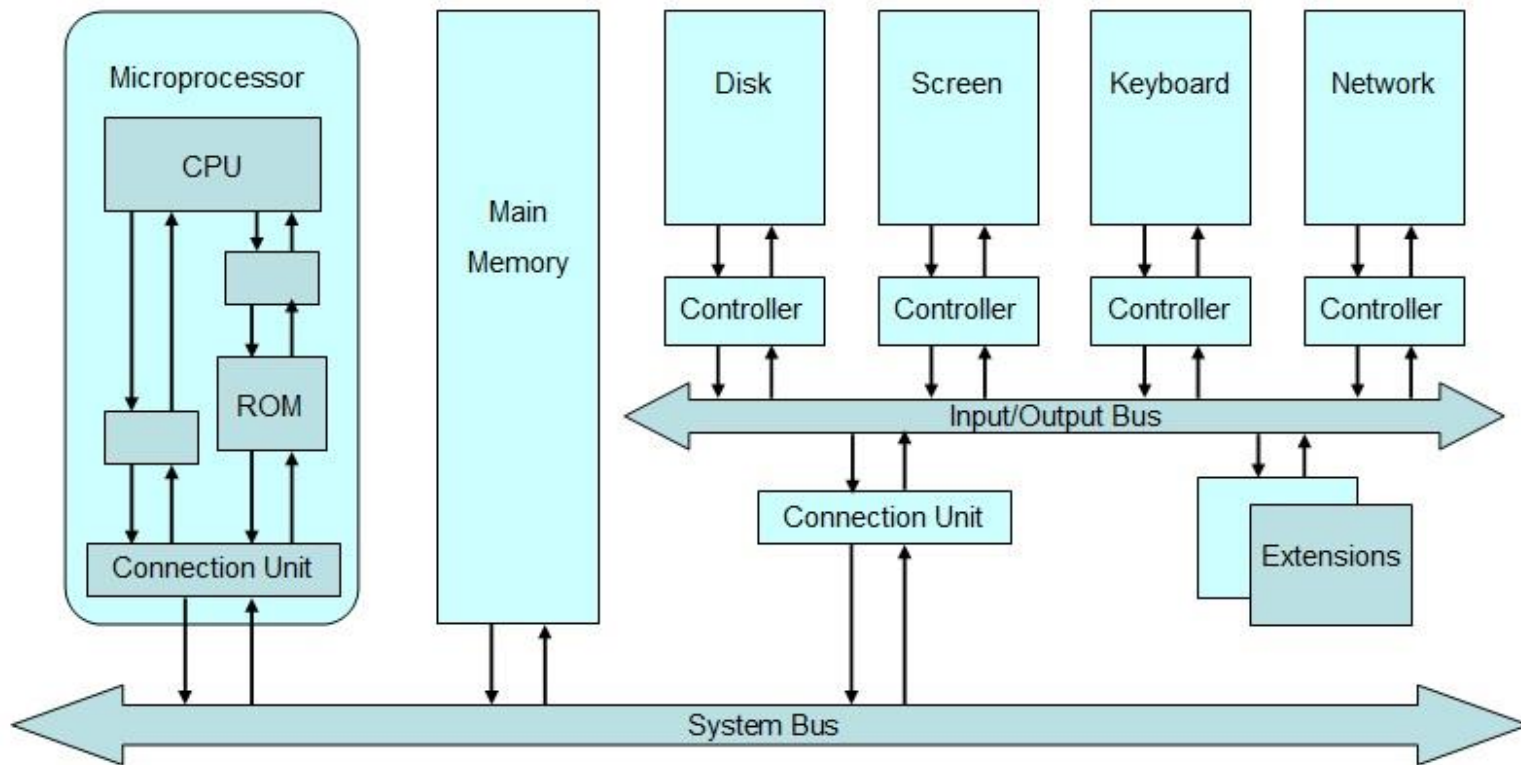 Microprocessor
CPU
ROM
Connection Unit
Main
Memory
Disk
Screen
Keyboard
Network
Controller
Controller
Controller
Controller
Input/Output Bus
Connection Unit
Extensions
System Bus